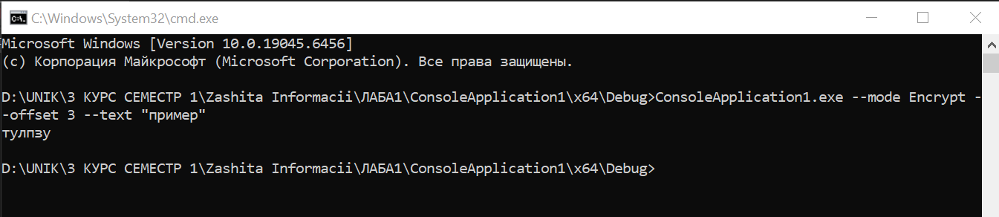 C:\Windows\System32\cmd.exe
Microsoft Windows [Version 10.0.19045.6456]
(c) Корпорация Майкрософт (Microsoft Corporation). Все права защищены.
D:\UNIK\3 КУРС СЕМЕСТР 1\Zashita Informacii\ЛАБА1\ConsoleApplication1\x64\Debug>ConsoleApplication1.exe --mode Encrypt -
-offset 3 --text "пример"
тулпзу
D:\UNIK\3 КУРС СЕМЕСТР 1\Zashita Informacii\ЛАБА1\ConsoleApplication1\x64\Debug>